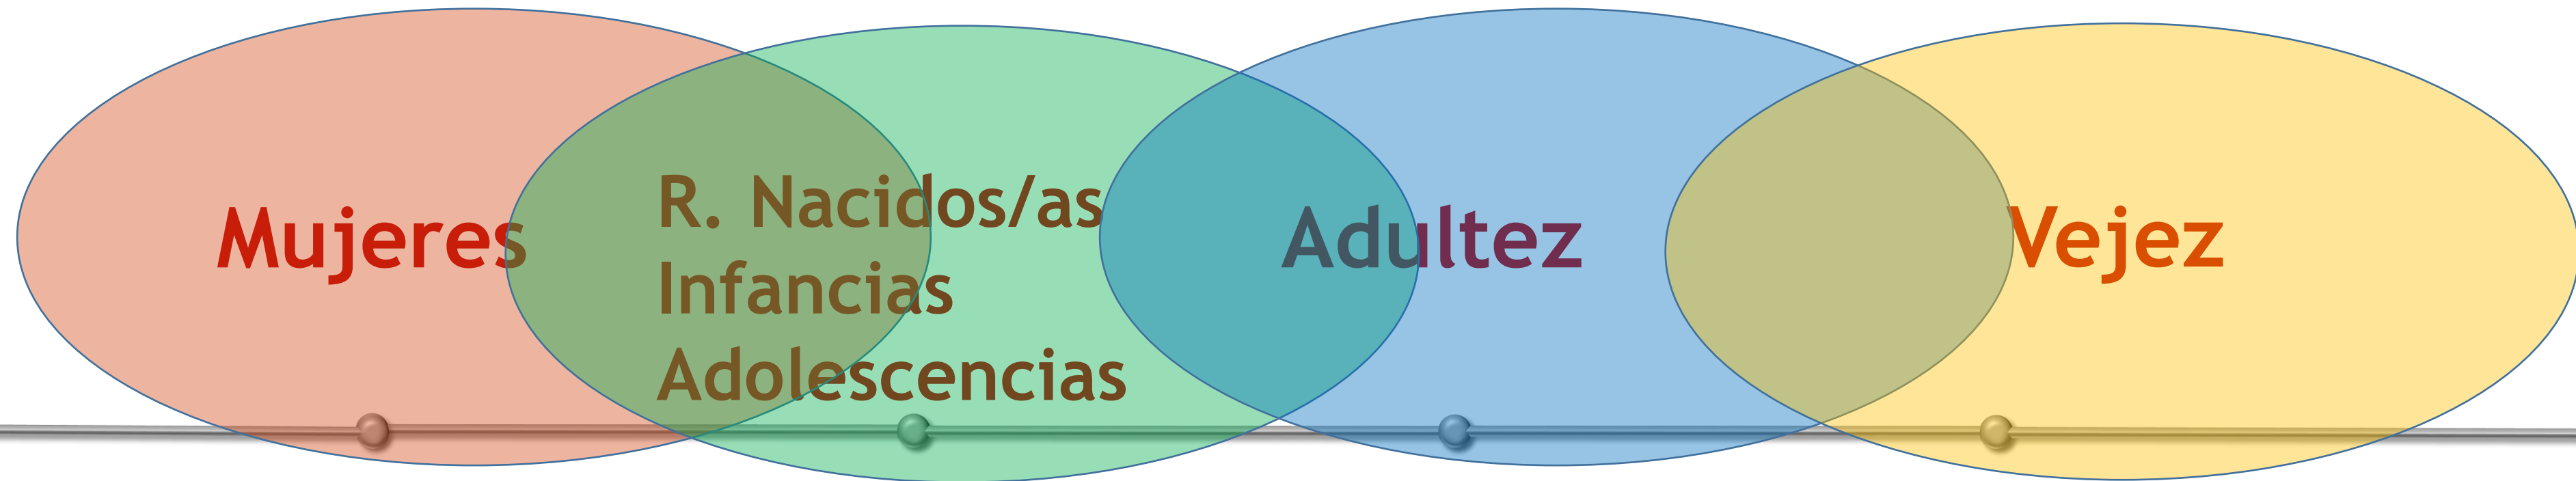 Mujeres
R. Nacidos/as
Infancias
Adolescencias
Adultez
Vejez